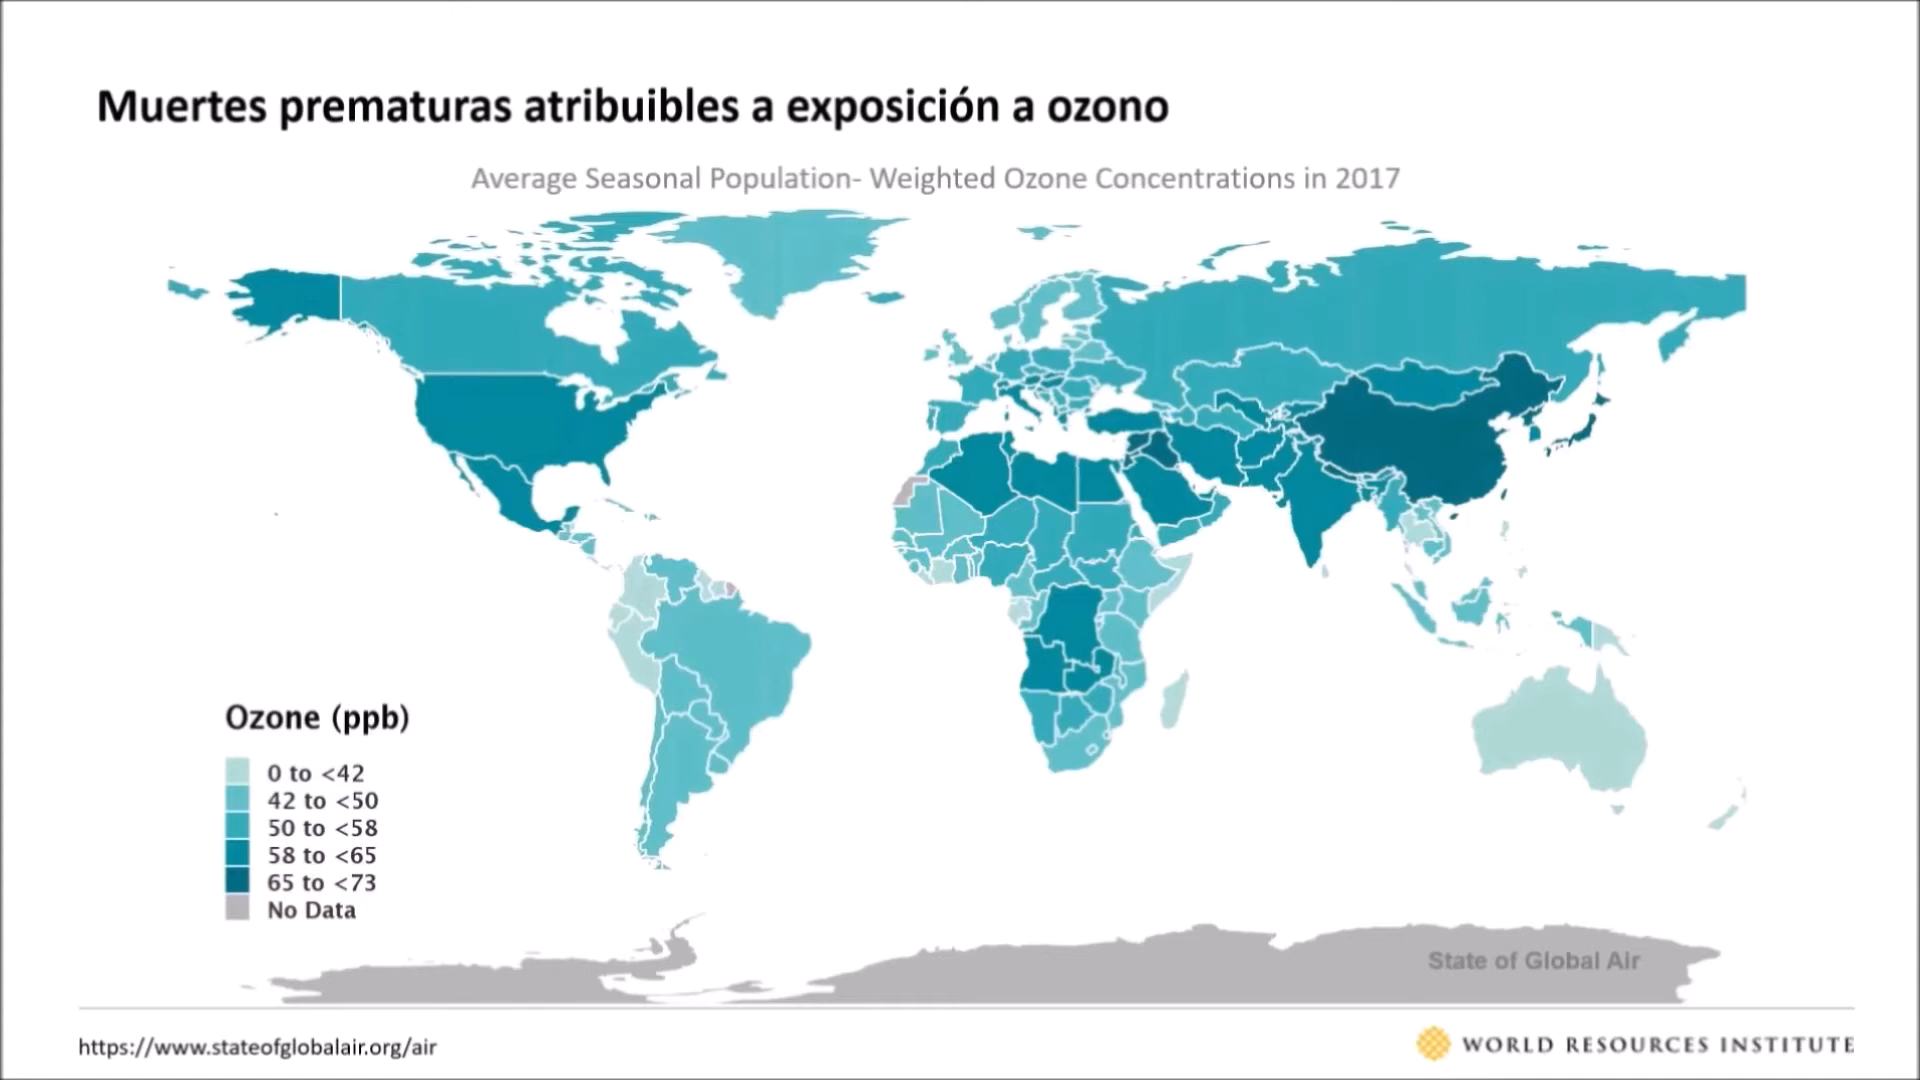 Muertes prematuras atribuibles a exposición a ozono
Average Seasonal Population- Weighted Ozone Concentrations in 2017
Ozone (ppb)
0 to <42
42 to <50
50 to <58
58 to <65
65 to <73
No Data
State of Global Air
https://www.stateofglobalair.org/air
WORLD RESOURCES INSTITUTE